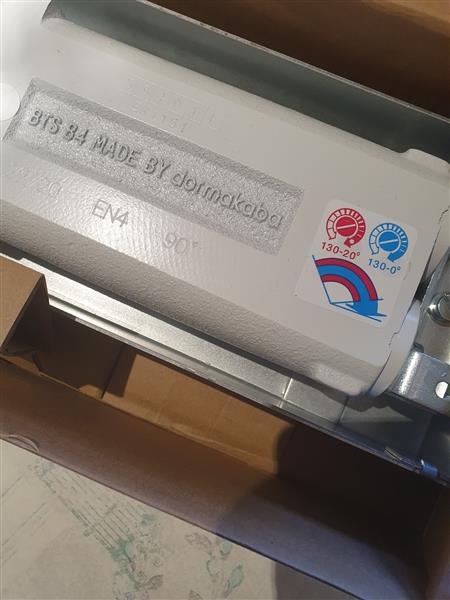 BTS 84 MADE BY dormakaba
EN4
90°
130-20°
130-0°